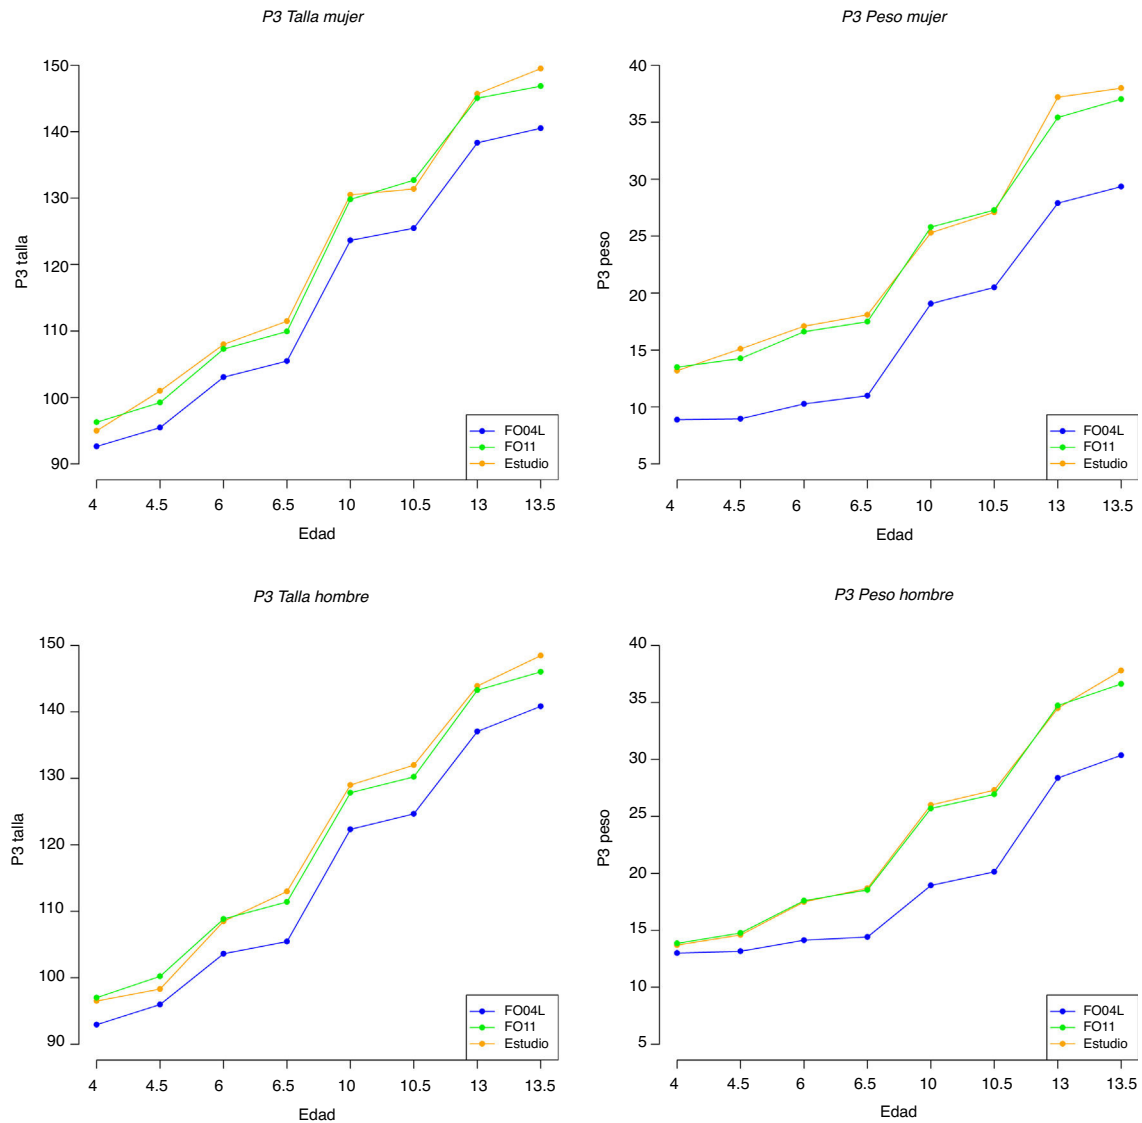 P3 Talla mujer
150
140
130
120
110
100
90
P3 talla
4 4.5 6 6.5 10 10.5 13 13.5
Edad
FO04L
FO11
Estudio
P3 Peso mujer
40
35
30
25
20
15
10
5
P3 peso
4 4.5 6 6.5 10 10.5 13 13.5
Edad
FO04L
FO11
Estudio
P3 Talla hombre
150
140
130
120
110
100
90
P3 talla
4 4.5 6 6.5 10 10.5 13 13.5
Edad
FO04L
FO11
Estudio
P3 Peso hombre
40
35
30
25
20
15
10
5
P3 peso
4 4.5 6 6.5 10 10.5 13 13.5
Edad
FO04L
FO11
Estudio